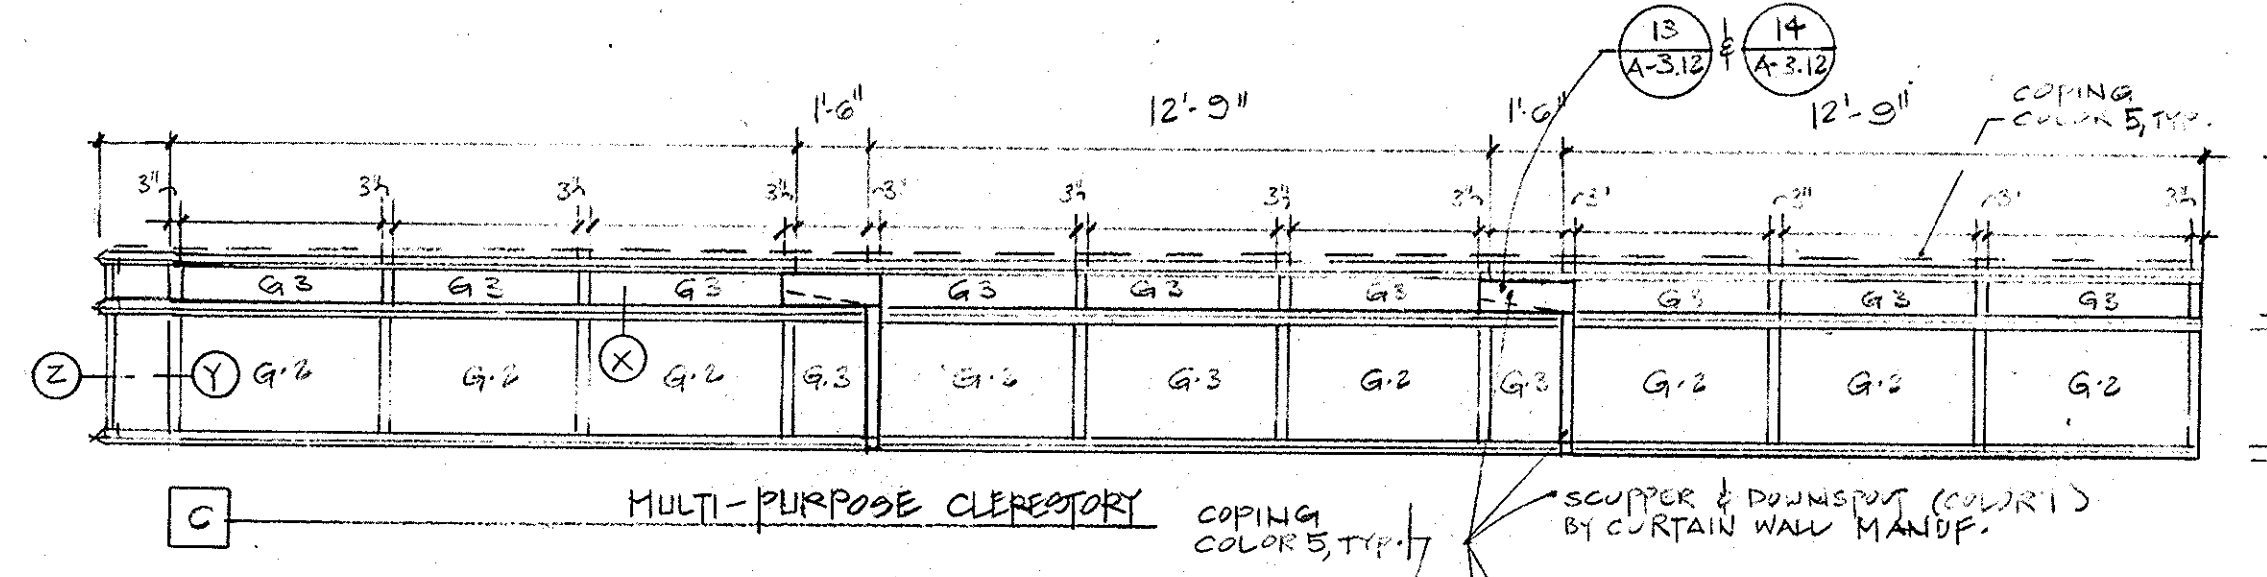 13
A-3.12
&
14
A-3.12
1'-6"
12'-9"
1'-6"
12'-9"
COPING
COLOR 5, TYP.
3" 3" 3" 3" 3' 3" 3" 3" 3' 3" 3' 3"
G3 G3 G3 G3 G3 G3 G3 G3 G3
Z Y G·2 G·2 X G·2 G·3 G·2 G·3 G·2 G·3 G·2 G·2 G·2
C
MULTI-PURPOSE CLERESTORY
COPING
COLOR 5, TYP.
SCUPPER & DOWNSPOUT (COLOR 1)
BY CURTAIN WALL MANUF.